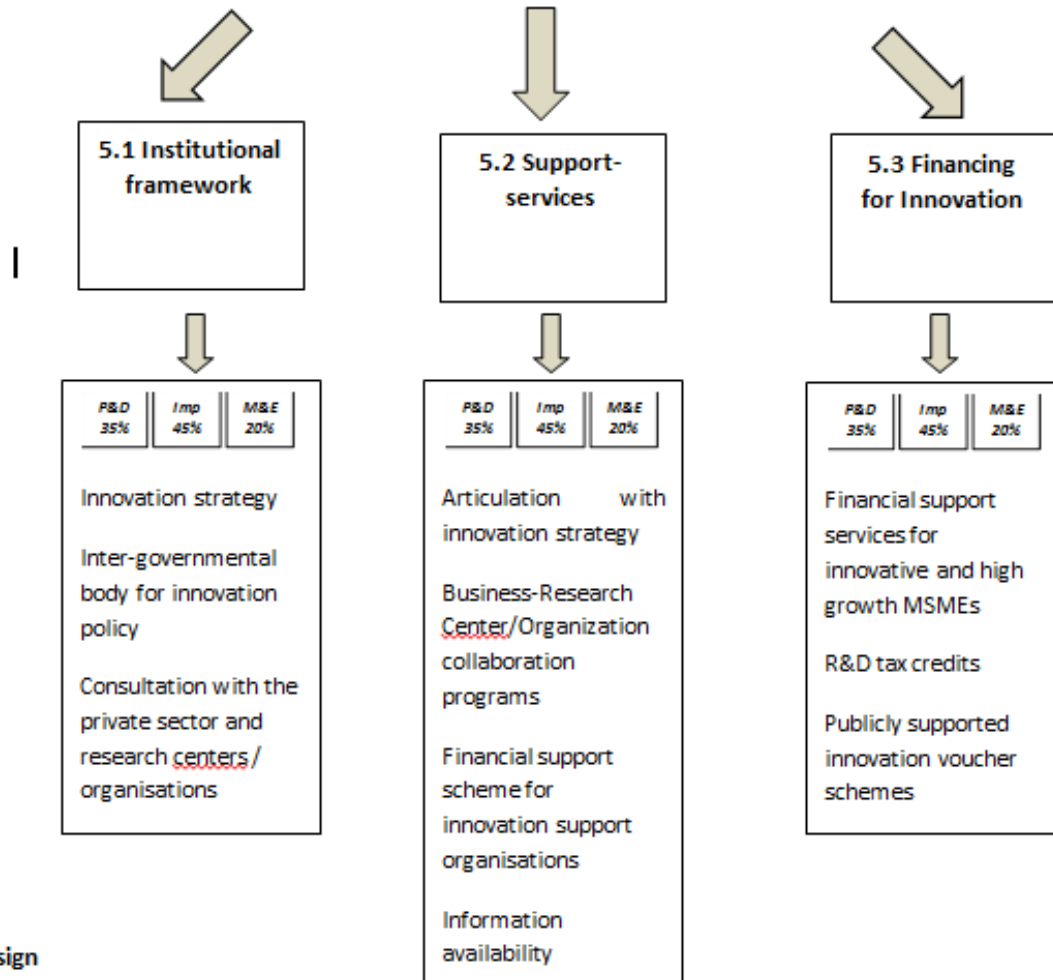 5.1 Institutional
framework
5.2 Support-
services
5.3 Financing
for Innovation
P&D
35%
Imp
45%
M&E
20%
Innovation strategy
Inter-governmental
body for innovation
policy
Consultation with the
private sector and
research centers/
organisations
P&D
35%
Imp
45%
M&E
20%
Articulation with
innovation strategy
Business-Research
Center/Organization
collaboration
programs
Financial support
scheme for
innovation support
organisations
Information
availability
P&D
35%
Imp
45%
M&E
20%
Financial support
services for
innovative and high
growth MSMEs
R&D tax credits
Publicly supported
innovation voucher
schemes
sign